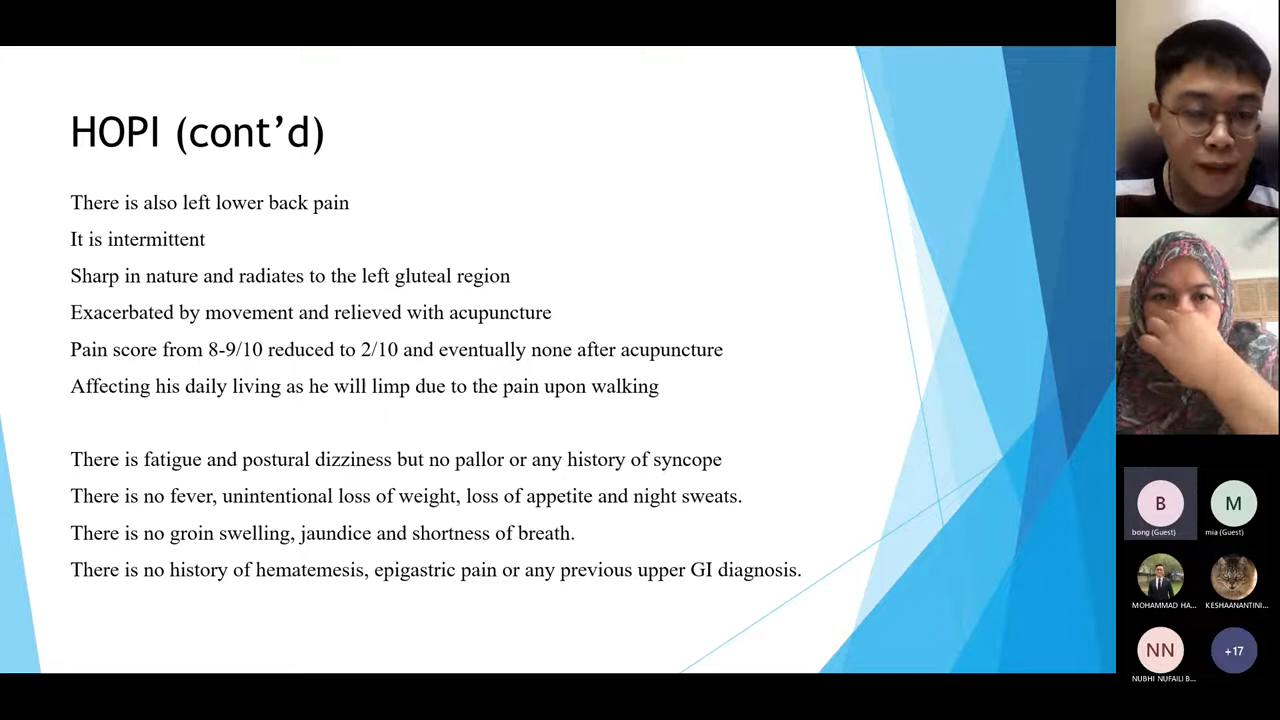 HOPI (cont’d)
There is also left lower back pain
It is intermittent
Sharp in nature and radiates to the left gluteal region
Exacerbated by movement and relieved with acupuncture
Pain score from 8-9/10 reduced to 2/10 and eventually none after acupuncture
Affecting his daily living as he will limp due to the pain upon walking
There is fatigue and postural dizziness but no pallor or any history of syncope
There is no fever, unintentional loss of weight, loss of appetite and night sweats.
There is no groin swelling, jaundice and shortness of breath.
There is no history of hematemesis, epigastric pain or any previous upper GI diagnosis.
B
M
bong (Guest)
mia (Guest)
MOHAMMAD HA...
KESHAANANTINI...
NN
+17
NUBHI NUFAILI B...